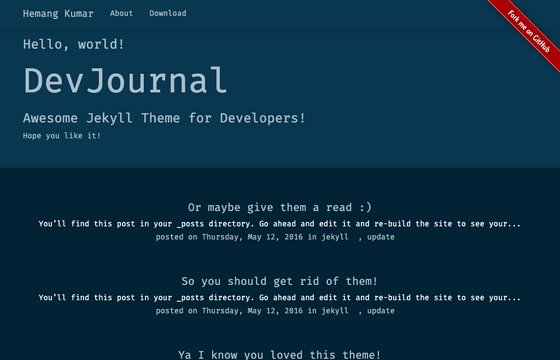 Hemang Kumar About Download
Fork me on GitHub
Hello, world!
DevJournal
Awesome Jekyll Theme for Developers!
Hope you like it!
Or maybe give them a read :)
You'll find this post in your _posts directory. Go ahead and edit it and re-build the site to see your...
posted on Thursday, May 12, 2016 in jekyll , update
So you should get rid of them!
You'll find this post in your _posts directory. Go ahead and edit it and re-build the site to see your...
posted on Thursday, May 12, 2016 in jekyll , update
Ya I know you loved this theme!